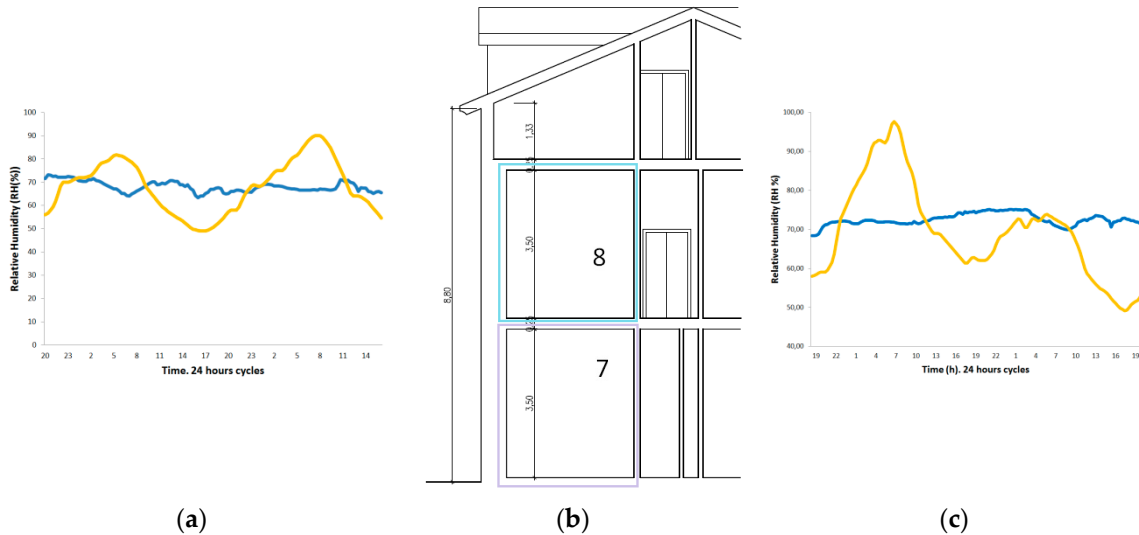 100
90
80
70
60
50
40
30
20
10
0
Relative Humidity (RH(%))
20 23 2 5 8 11 14 17 20 23 2 5 8 11 14
Time. 24 hours cycles
(a)
1,33
0,25
3,50
8
8,80
0,25
7
3,50
(b)
100,00
90,00
80,00
70,00
60,00
50,00
40,00
Relative Humidity (RH %)
19 22 1 4 7 10 13 16 19 22 1 4 7 10 13 16 19
Time (h). 24 hours cycles
(c)